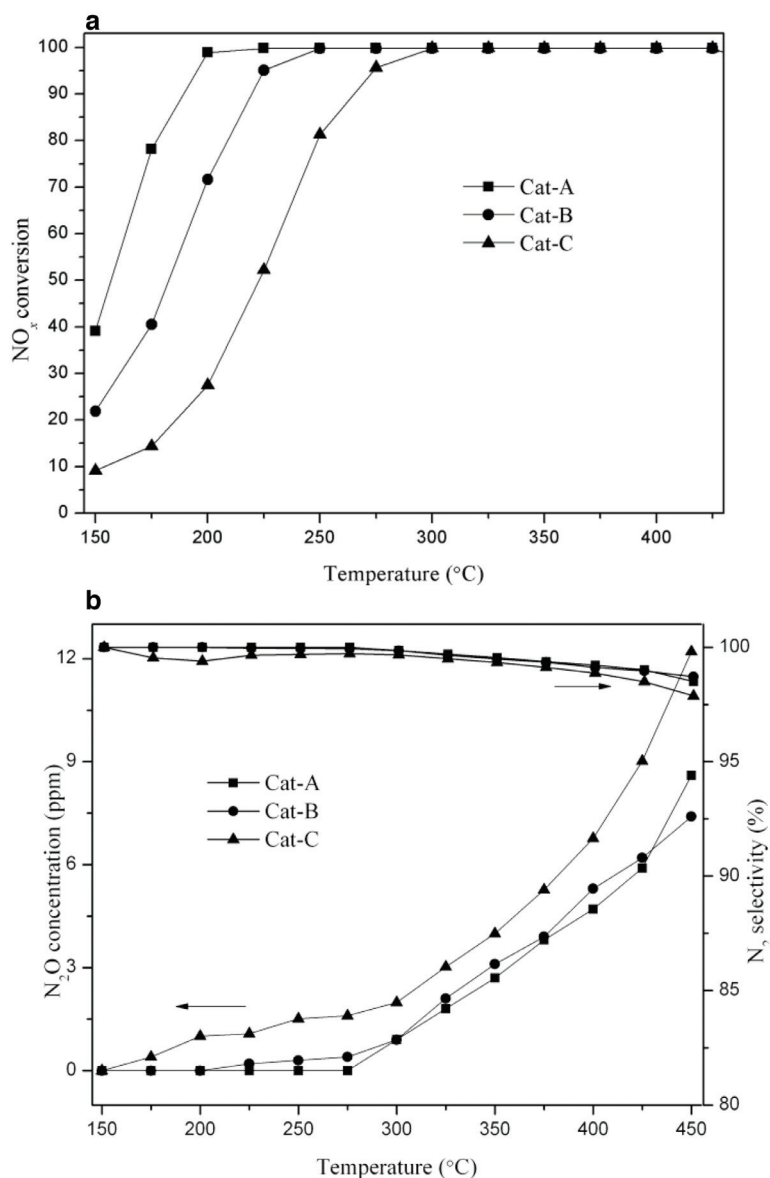 a
100
90
80
70
60
50
40
30
20
10
0
NOx conversion
Cat-A
Cat-B
Cat-C
150 200 250 300 350 400
Temperature (°C)
b
12
9
6
3
0
N2O concentration (ppm)
Cat-A
Cat-B
Cat-C
100
95
90
85
80
N2 selectivity (%)
150 200 250 300 350 400 450
Temperature (°C)